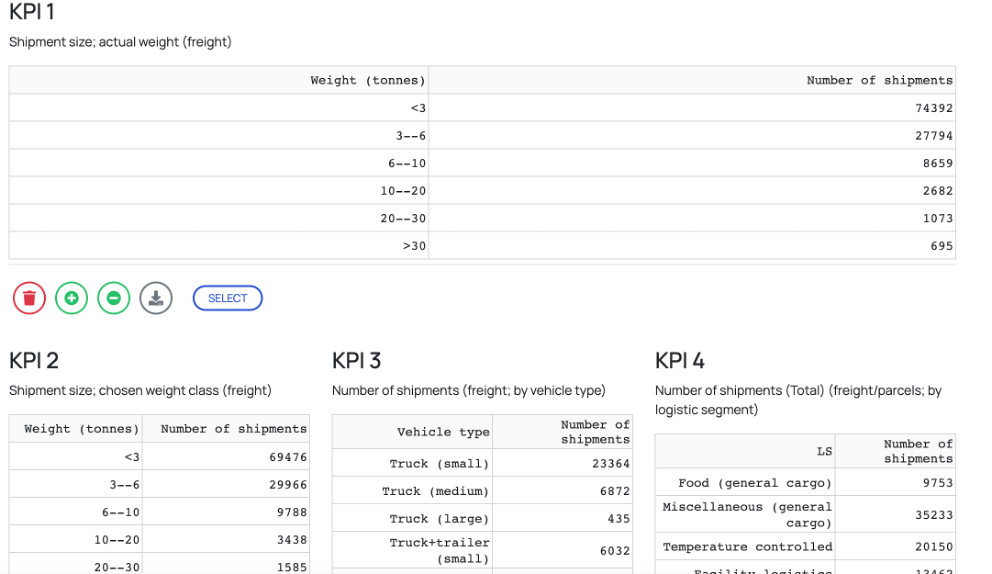 KPI 1
Shipment size; actual weight (freight)
Weight (tonnes) Number of shipments
<3 74392
3--6 27794
6--10 8659
10--20 2682
20--30 1073
>30 695
SELECT
KPI 2
Shipment size; chosen weight class (freight)
Weight (tonnes) Number of shipments
<3 69476
3--6 29966
6--10 9788
10--20 3438
20--30 1585
KPI 3
Number of shipments (freight; by vehicle type)
Vehicle type Number of
shipments
Truck (small) 23364
Truck (medium) 6872
Truck (large) 435
Truck+trailer
(small) 6032
KPI 4
Number of shipments (Total) (freight/parcels; by
logistic segment)
LS Number of
shipments
Food (general cargo) 9753
Miscellaneous (general
cargo) 35233
Temperature controlled 20150
Facility logistics 13462